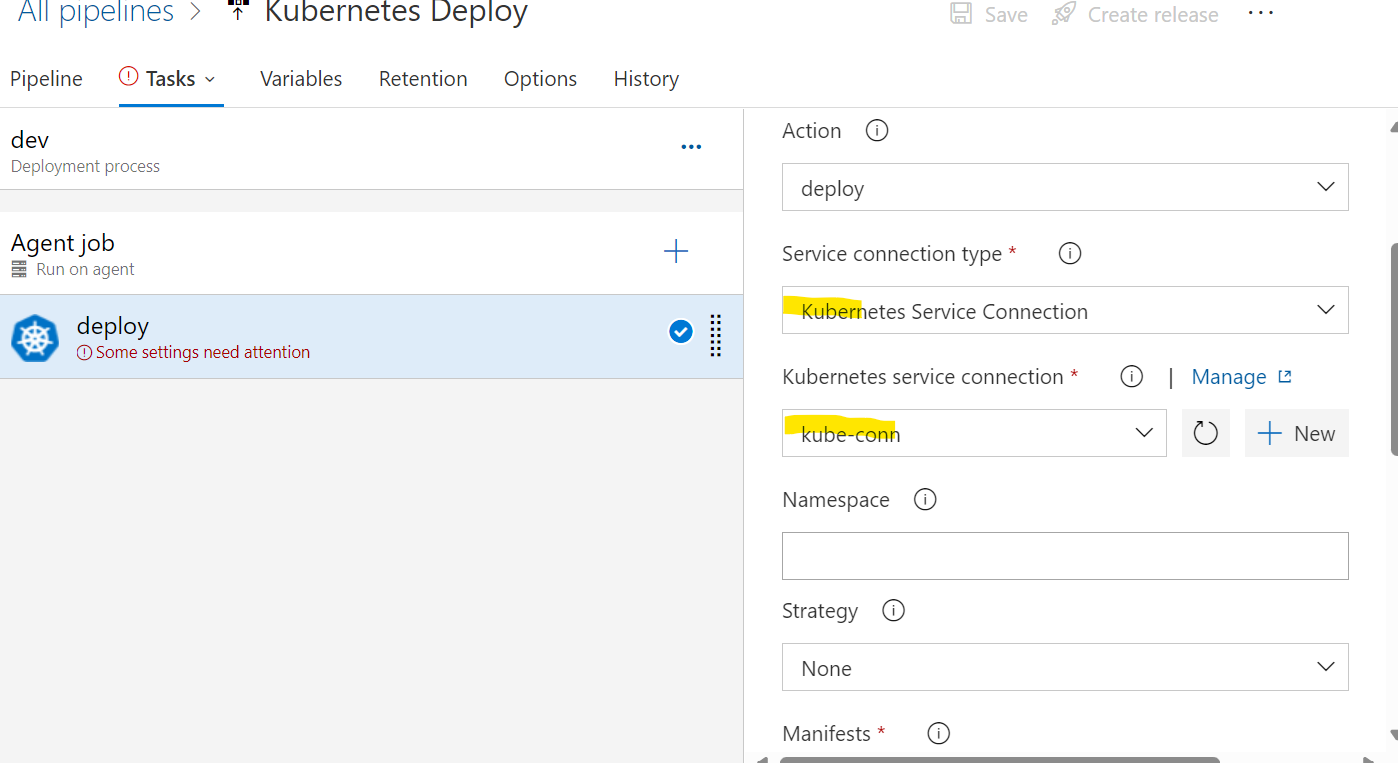 All pipelines > Kubernetes Deploy
Save Create release ...
Pipeline Tasks Variables Retention Options History
dev
Deployment process
Agent job
Run on agent
deploy
Some settings need attention
Action
deploy
Service connection type *
Kubernetes Service Connection
Kubernetes service connection * | Manage
kube-conn
New
Namespace
Strategy
None
Manifests *